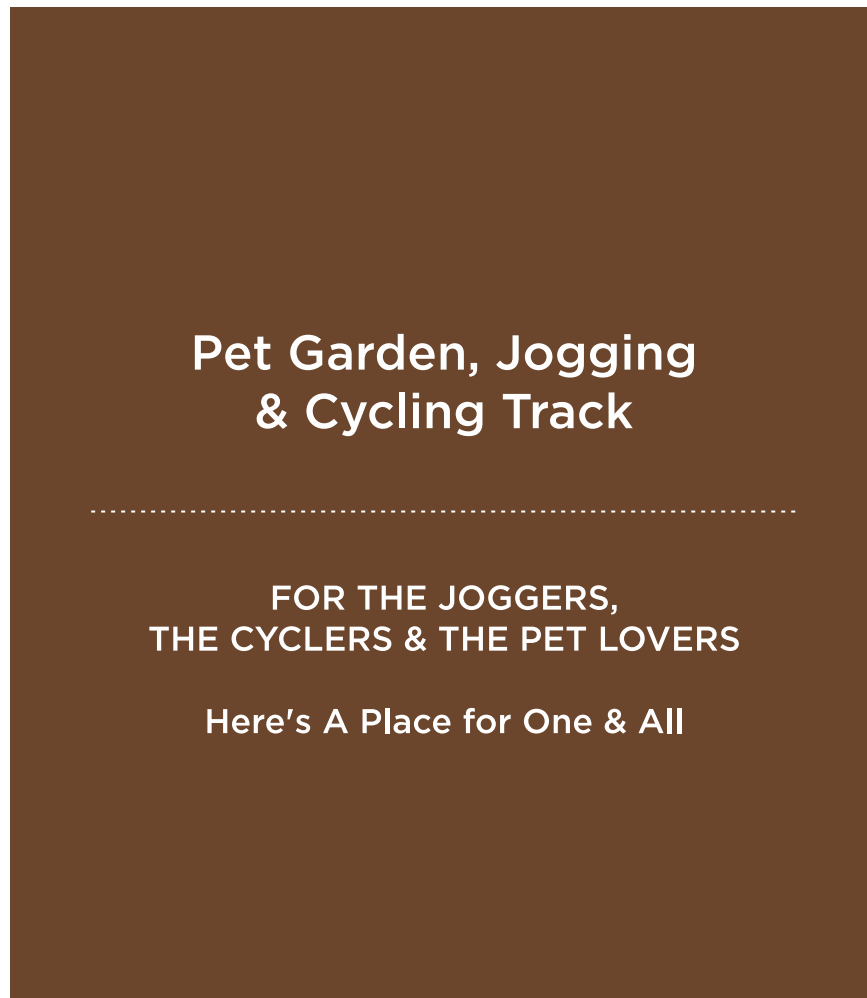 Pet Garden, Jogging
& Cycling Track
FOR THE JOGGERS,
THE CYCLERS & THE PET LOVERS
Here's A Place for One & All